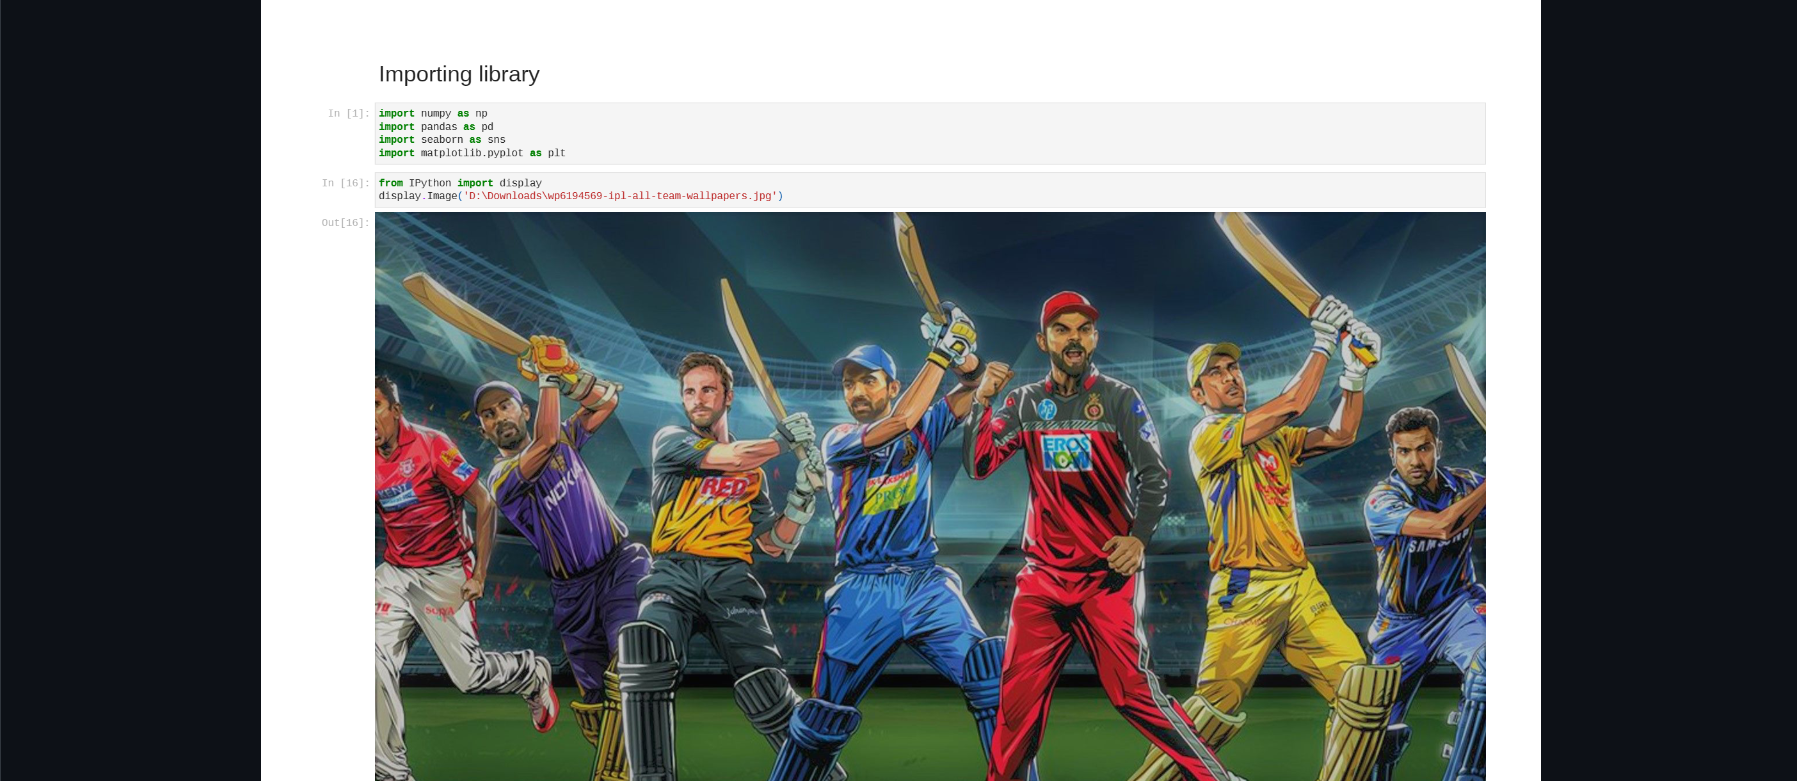 Importing library
In [1]:
import numpy as np
import pandas as pd
import seaborn as sns
import matplotlib.pyplot as plt
In [16]:
from IPython import display
display.Image('D:\Downloads\wp6194569-ipl-all-team-wallpapers.jpg')
Out[16]:
NOKIA
RED
EROS
NOW
SAMSUNG